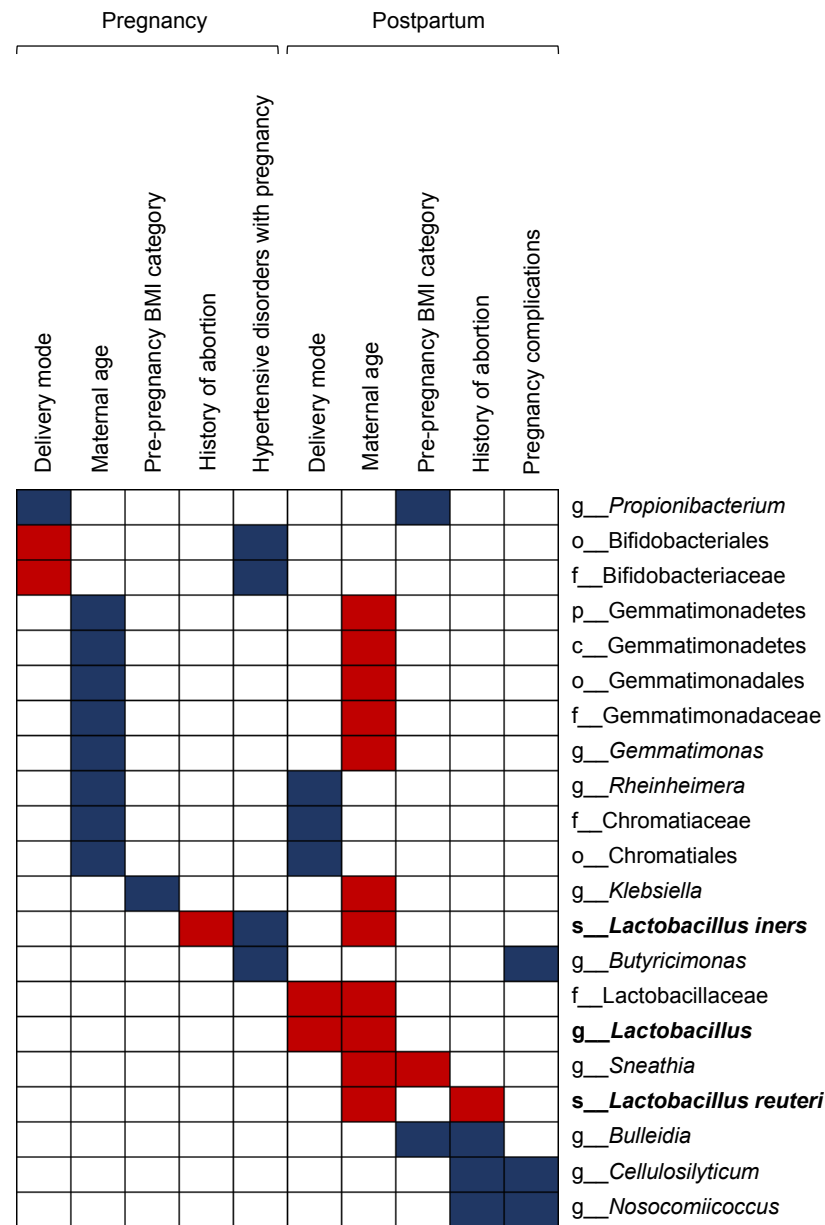 Pregnancy
Postpartum
Delivery mode
Maternal age
Pre-pregnancy BMI category
History of abortion
Hypertensive disorders with pregnancy
Delivery mode
Maternal age
Pre-pregnancy BMI category
History of abortion
Pregnancy complications
g__Propionibacterium
o__Bifidobacteriales
f__Bifidobacteriaceae
p__Gemmatimonadetes
c__Gemmatimonadetes
o__Gemmatimonadales
f__Gemmatimonadaceae
g__Gemmatimonas
g__Rheinheimera
f__Chromatiaceae
o__Chromatiales
g__Klebsiella
s__Lactobacillus iners
g__Butyricimonas
f__Lactobacillaceae
g__Lactobacillus
g__Sneathia
s__Lactobacillus reuteri
g__Bulleidia
g__Cellulosilyticum
g__Nosocomiicoccus